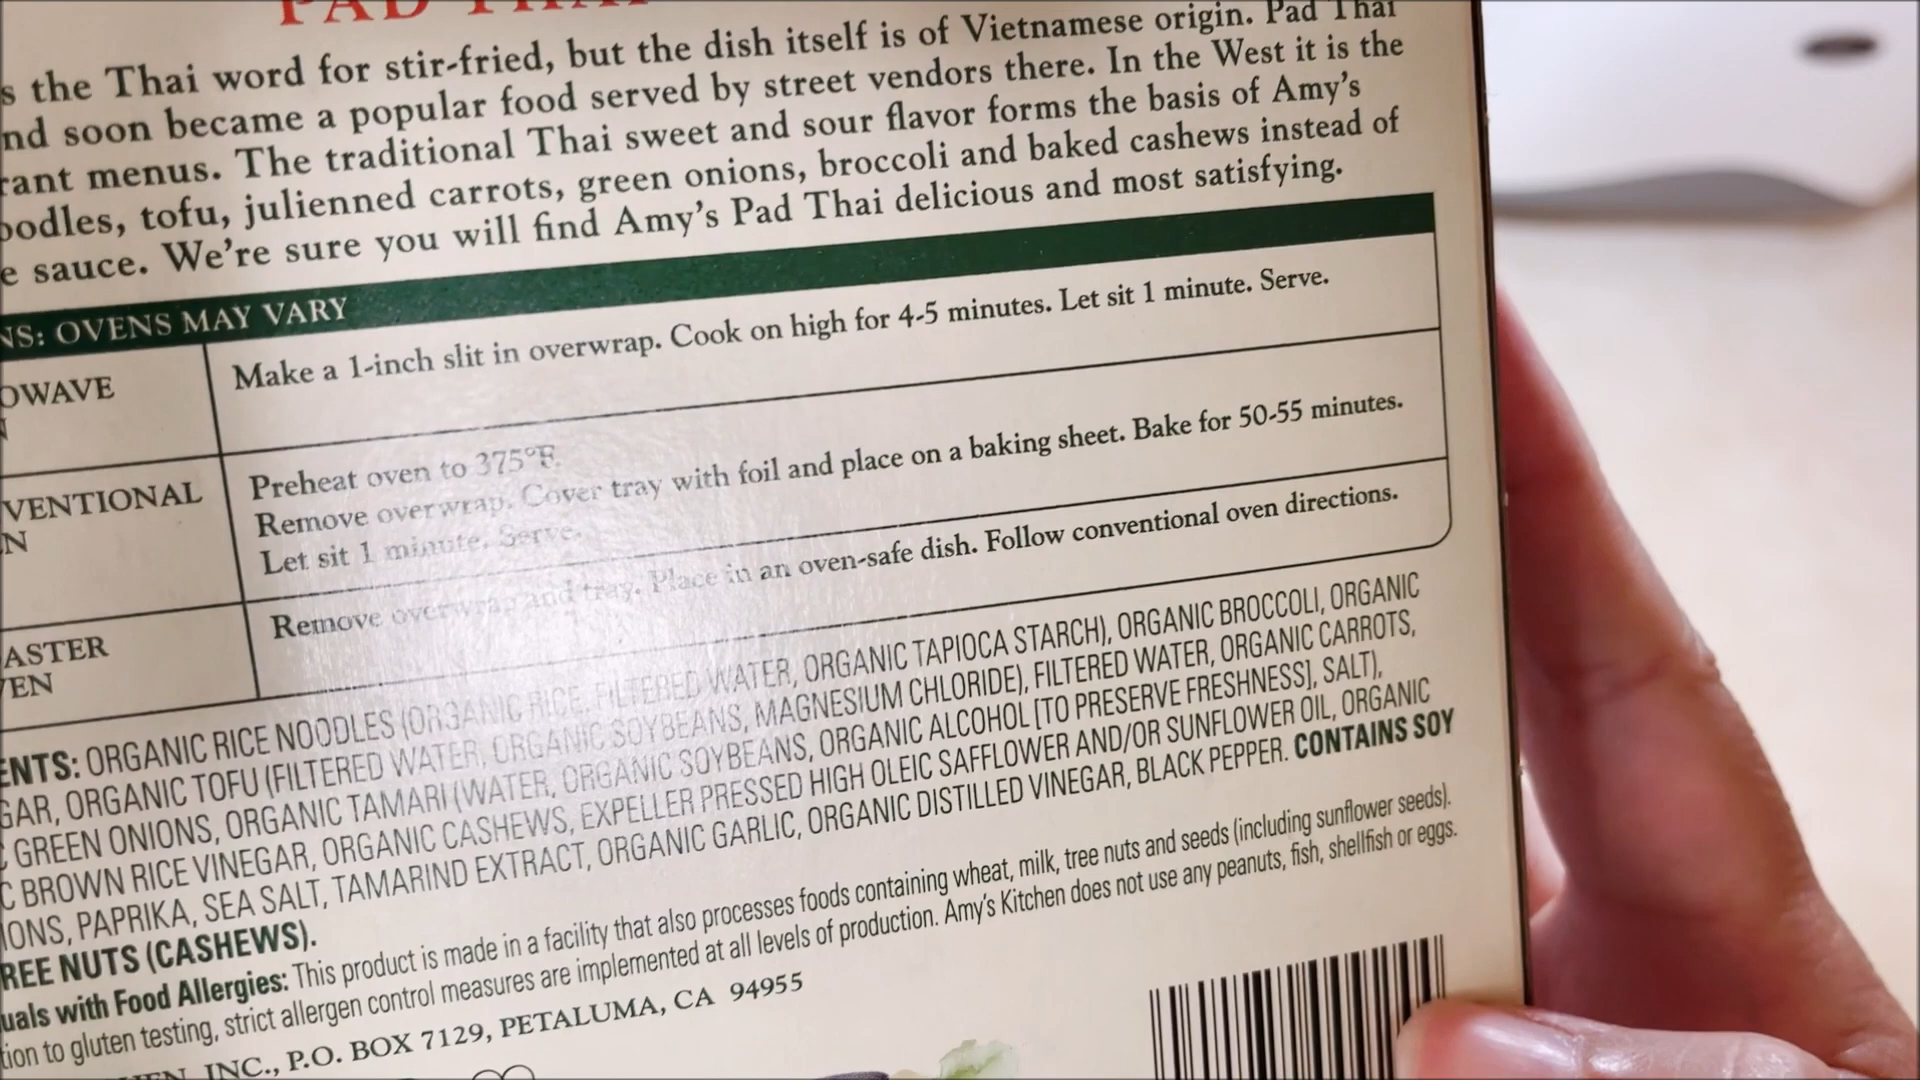 PAD THAI
s the Thai word for stir-fried, but the dish itself is of Vietnamese origin. Pad Thai
nd soon became a popular food served by street vendors there. In the West it is the
rant menus. The traditional Thai sweet and sour flavor forms the basis of Amy's
oodles, tofu, julienned carrots, green onions, broccoli and baked cashews instead of
e sauce. We're sure you will find Amy's Pad Thai delicious and most satisfying.
NS: OVENS MAY VARY
OWAVE
N
Make a 1-inch slit in overwrap. Cook on high for 4-5 minutes. Let sit 1 minute. Serve.
VENTIONAL
N
Preheat oven to 375°F.
Remove overwrap. Cover tray with foil and place on a baking sheet. Bake for 50-55 minutes.
Let sit 1 minute. Serve.
ASTER
VEN
Remove overwrap and tray. Place in an oven-safe dish. Follow conventional oven directions.
ENTS: ORGANIC RICE NOODLES (ORGANIC RICE, FILTERED WATER, ORGANIC TAPIOCA STARCH), ORGANIC BROCCOLI, ORGANIC
GAR, ORGANIC TOFU (FILTERED WATER, ORGANIC SOYBEANS, MAGNESIUM CHLORIDE), FILTERED WATER, ORGANIC CARROTS,
C GREEN ONIONS, ORGANIC TAMARI (WATER, ORGANIC SOYBEANS, ORGANIC ALCOHOL [TO PRESERVE FRESHNESS], SALT),
C BROWN RICE VINEGAR, ORGANIC CASHEWS, EXPELLER PRESSED HIGH OLEIC SAFFLOWER AND/OR SUNFLOWER OIL, ORGANIC
IONS, PAPRIKA, SEA SALT, TAMARIND EXTRACT, ORGANIC GARLIC, ORGANIC DISTILLED VINEGAR, BLACK PEPPER. CONTAINS SOY
REE NUTS (CASHEWS).
uals with Food Allergies: This product is made in a facility that also processes foods containing wheat, milk, tree nuts and seeds (including sunflower seeds).
tion to gluten testing, strict allergen control measures are implemented at all levels of production. Amy's Kitchen does not use any peanuts, fish, shellfish or eggs.
HEN, INC., P.O. BOX 7129, PETALUMA, CA 94955